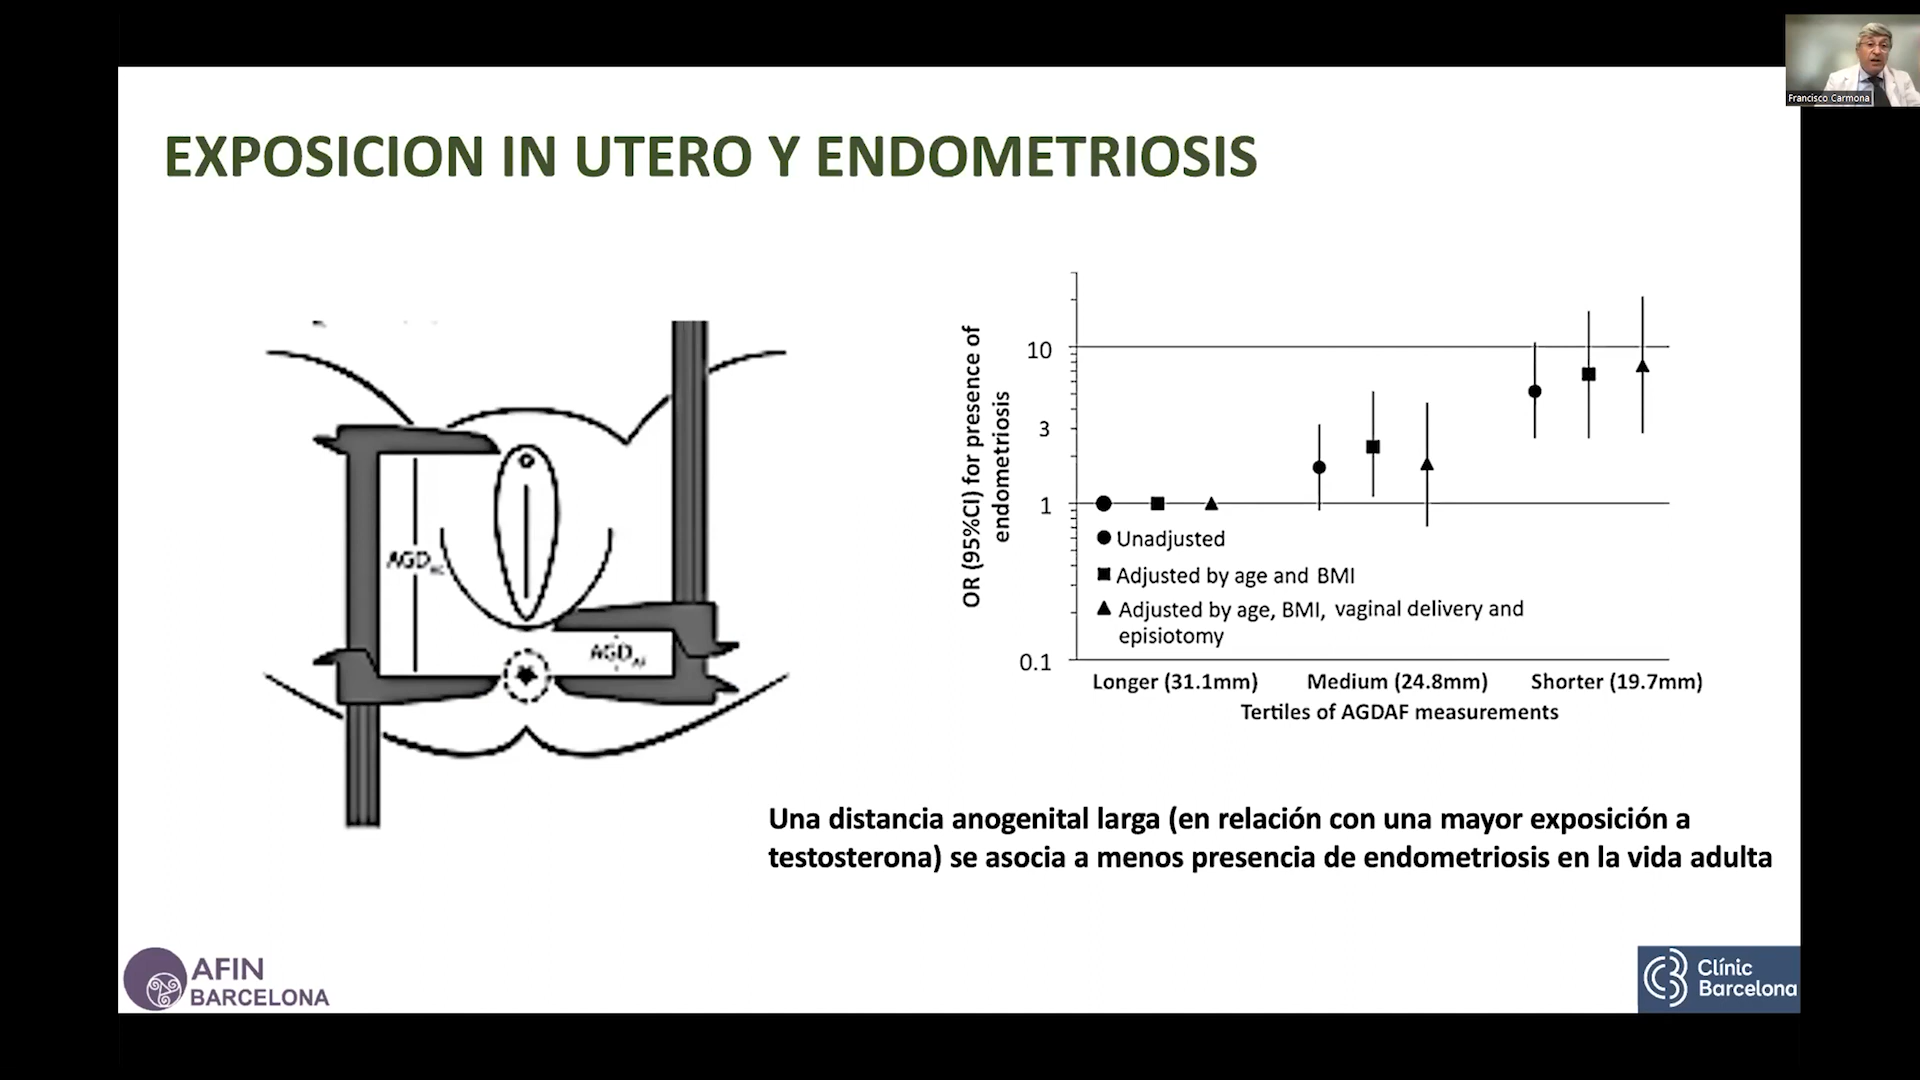 Francisco Carmona
EXPOSICION IN UTERO Y ENDOMETRIOSIS
AGD
AGD
OR (95%CI) for presence of
endometriosis
10
3
1
0.1
Unadjusted
Adjusted by age and BMI
Adjusted by age, BMI, vaginal delivery and
episiotomy
Longer (31.1mm) Medium (24.8mm) Shorter (19.7mm)
Tertiles of AGDAF measurements
Una distancia anogenital larga (en relación con una mayor exposición a
testosterona) se asocia a menos presencia de endometriosis en la vida adulta
AFIN
BARCELONA
Clínic
Barcelona